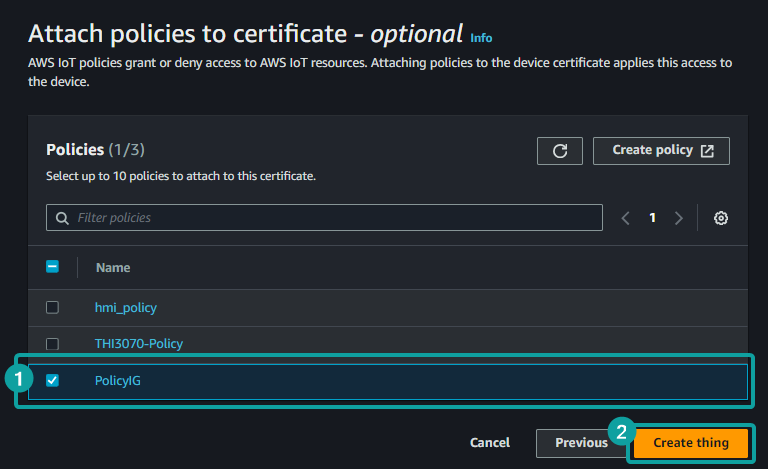 Attach policies to certificate - optional Info
AWS IoT policies grant or deny access to AWS IoT resources. Attaching policies to the device certificate applies this access to
the device.
Policies (1/3)
Create policy
Select up to 10 policies to attach to this certificate.
Filter policies
1
Name
hmi_policy
THI3070-Policy
1
PolicyIG
2
Cancel
Previous
Create thing